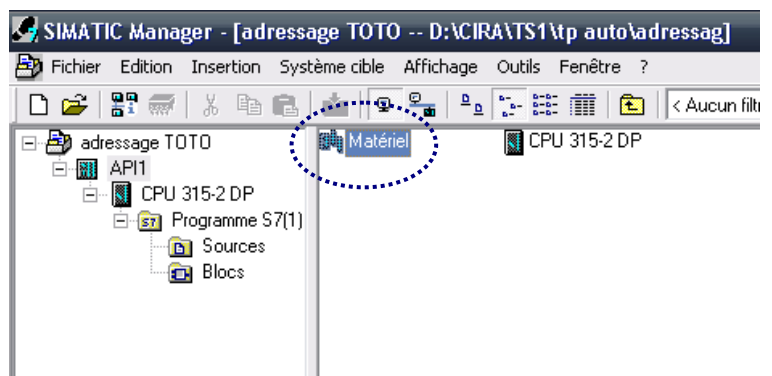 SIMATIC Manager - [adressage TOTO -- D:\CIRA\TS1\tp auto\adressag]
Fichier Edition Insertion Système cible Affichage Outils Fenêtre ?
< Aucun filt
adressage TOTO
API1
CPU 315-2 DP
Programme S7(1)
Sources
Blocs
Matériel
CPU 315-2 DP